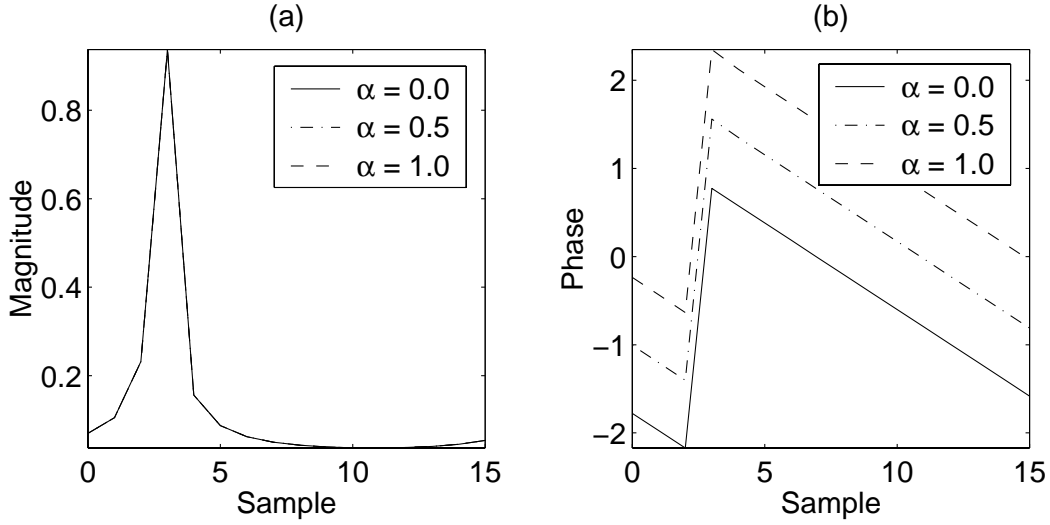 (a)
Magnitude
0.8
0.6
0.4
0.2
0 5 10 15
Sample
α = 0.0
α = 0.5
α = 1.0
(b)
Phase
2
1
0
−1
−2
0 5 10 15
Sample
α = 0.0
α = 0.5
α = 1.0